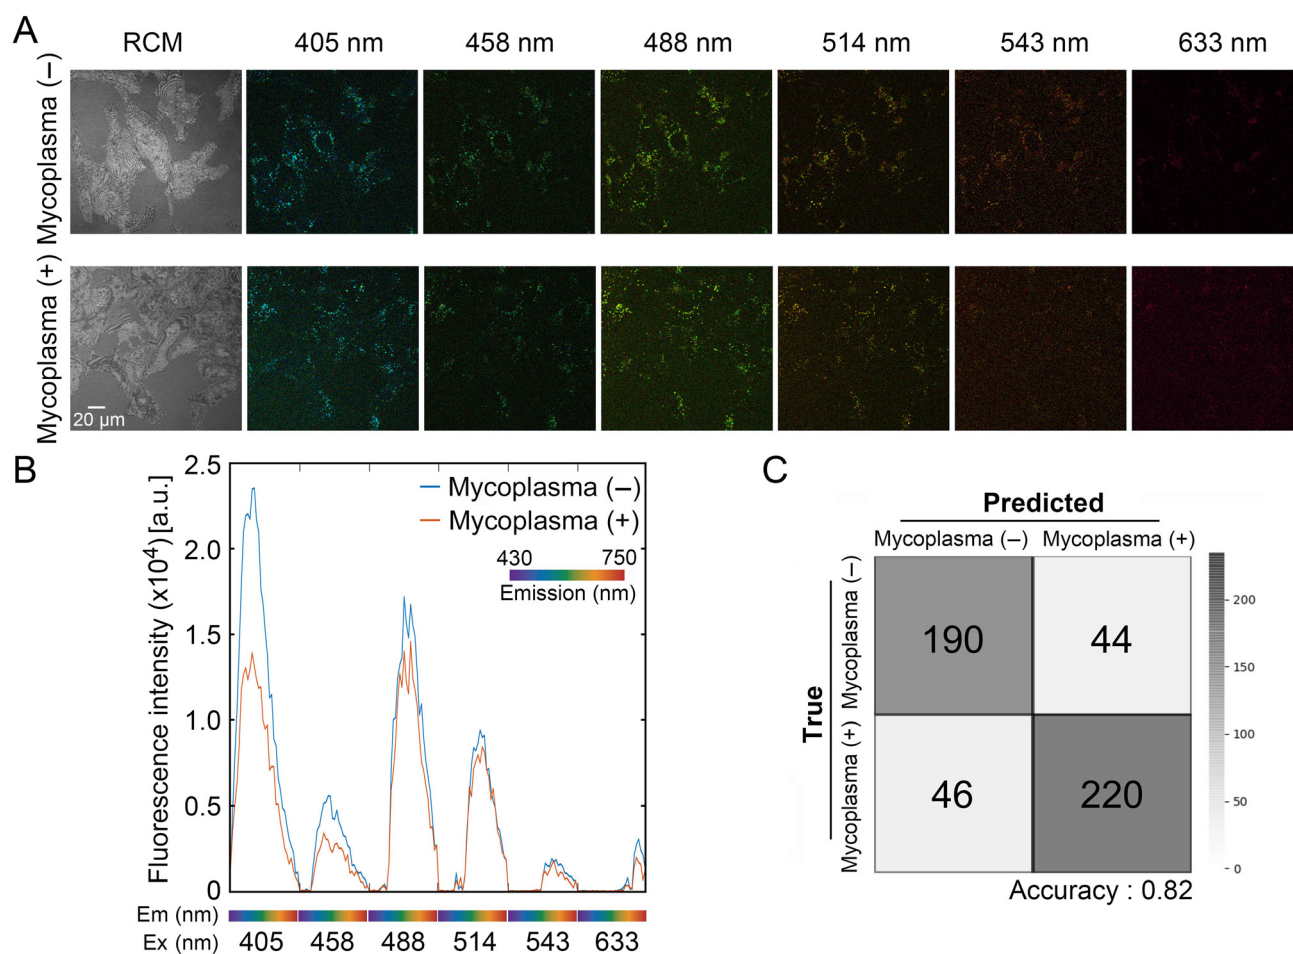 A
RCM 405 nm 458 nm 488 nm 514 nm 543 nm 633 nm
Mycoplasma (–)
Mycoplasma (+)
20 μm
B
Fluorescence intensity (x10⁴) [a.u.]
2.5
2.0
1.5
1.0
0.5
0
Mycoplasma (–)
Mycoplasma (+)
430 750
Emission (nm)
Em (nm)
Ex (nm) 405 458 488 514 543 633
C
Predicted
Mycoplasma (–) Mycoplasma (+)
True
Mycoplasma (–)
190 44
Mycoplasma (+)
46 220
200
150
100
50
0
Accuracy : 0.82